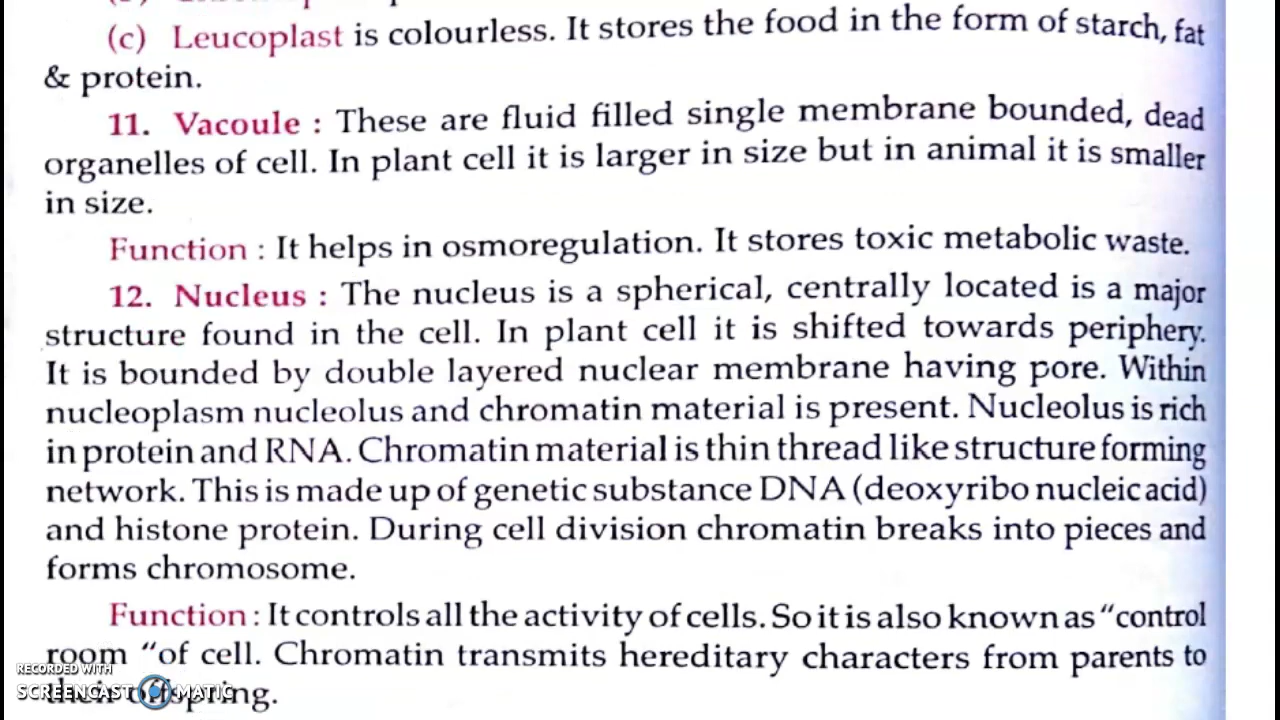 (c) Leucoplast is colourless. It stores the food in the form of starch, fat
& protein.
11. Vacoule : These are fluid filled single membrane bounded, dead
organelles of cell. In plant cell it is larger in size but in animal it is smaller
in size.
Function : It helps in osmoregulation. It stores toxic metabolic waste.
12. Nucleus : The nucleus is a spherical, centrally located is a major
structure found in the cell. In plant cell it is shifted towards periphery.
It is bounded by double layered nuclear membrane having pore. Within
nucleoplasm nucleolus and chromatin material is present. Nucleolus is rich
in protein and RNA. Chromatin material is thin thread like structure forming
network. This is made up of genetic substance DNA (deoxyribo nucleic acid)
and histone protein. During cell division chromatin breaks into pieces and
forms chromosome.
Function : It controls all the activity of cells. So it is also known as “control
room “of cell. Chromatin transmits hereditary characters from parents to
their offspring.
RECORDED WITH
SCREENCAST MATIC